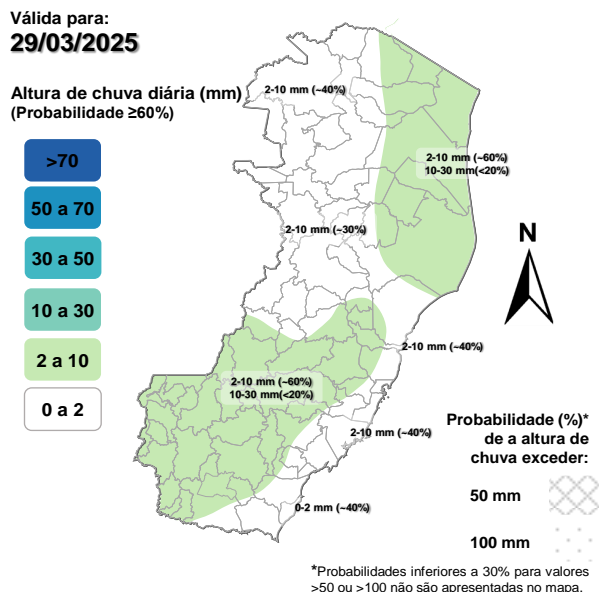 Válida para:
29/03/2025
Altura de chuva diária (mm)
(Probabilidade ≥60%)
>70
50 a 70
30 a 50
10 a 30
2 a 10
0 a 2
2-10 mm (~40%)
2-10 mm (~60%)
10-30 mm(<20%)
2-10 mm (~30%)
N
2-10 mm (~40%)
2-10 mm (~60%)
10-30 mm(<20%)
2-10 mm (~40%)
0-2 mm (~40%)
Probabilidade (%)*
de a altura de
chuva exceder:
50 mm
100 mm
*Probabilidades inferiores a 30% para valores
>50 ou >100 não são apresentadas no mapa.